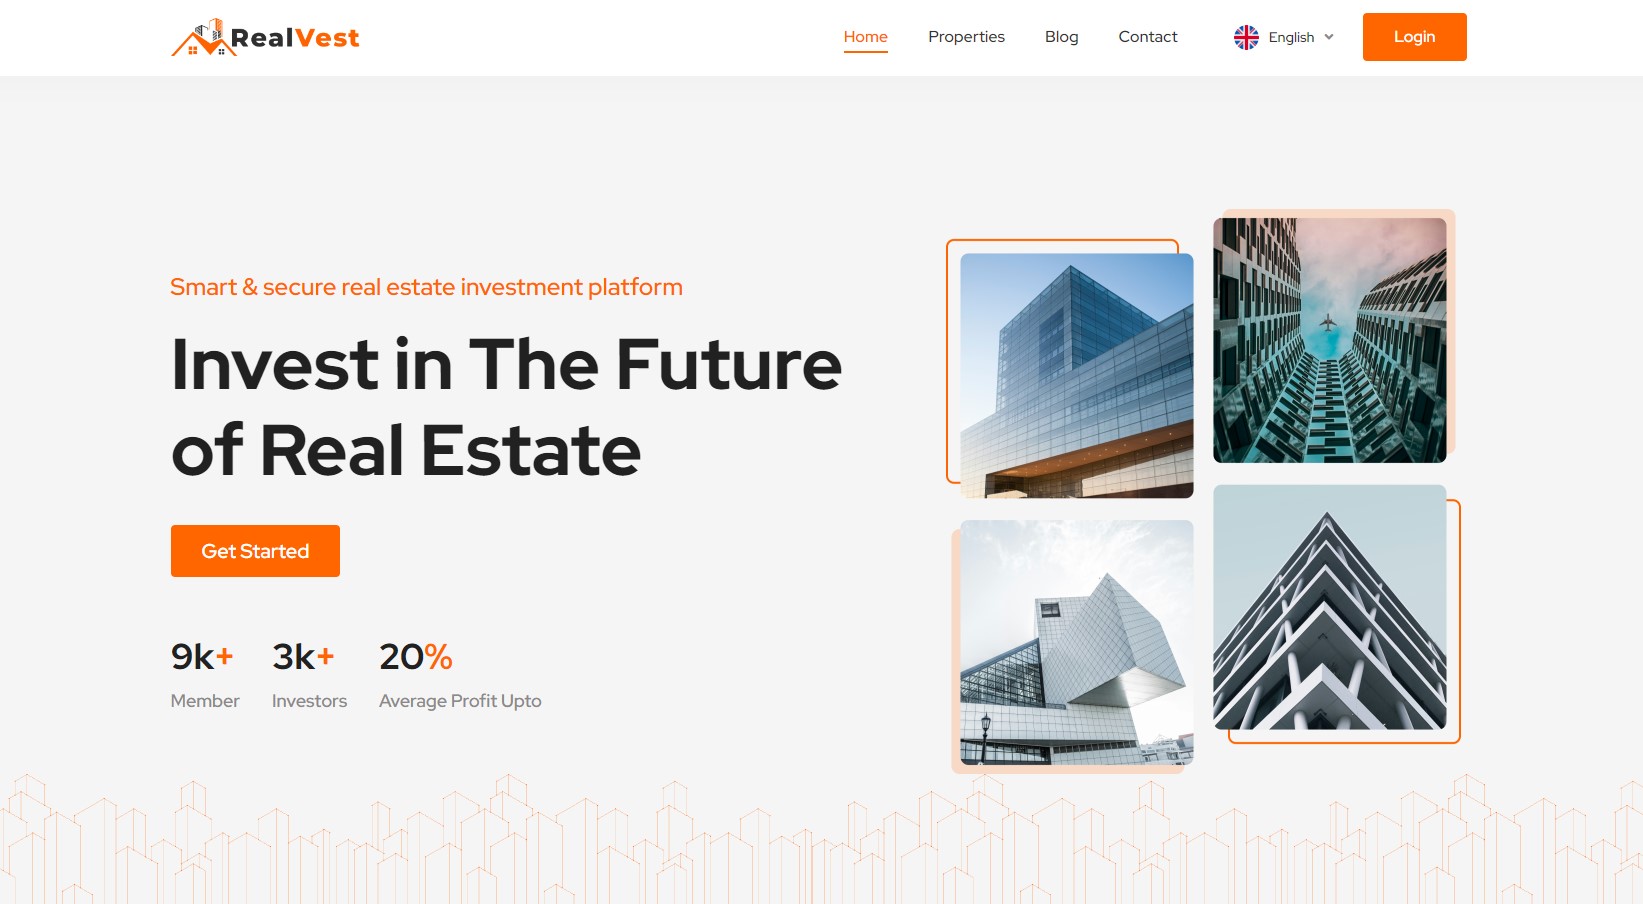 RealVest
Home Properties Blog Contact English Login
Smart & secure real estate investment platform
Invest in The Future
of Real Estate
Get Started
9k+ 3k+ 20%
Member Investors Average Profit Upto